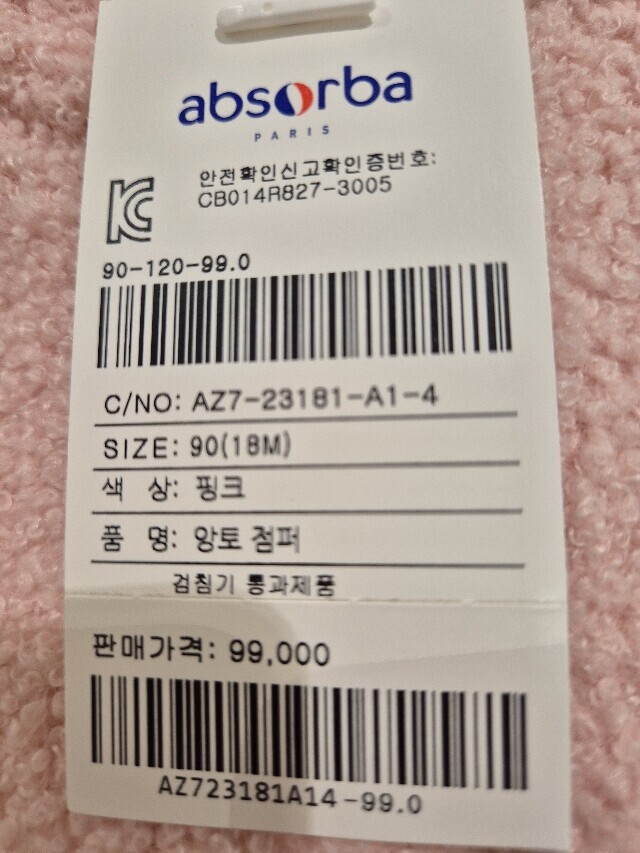 absorba
PARIS
안전확인신고확인증번호:
CB014R827-3005
90-120-99.0
C/NO: AZ7-23181-A1-4
SIZE: 90(18M)
색 상: 핑크
품 명: 앙토 점퍼
검침기 통과제품
판매가격: 99,000
AZ723181A14-99.0